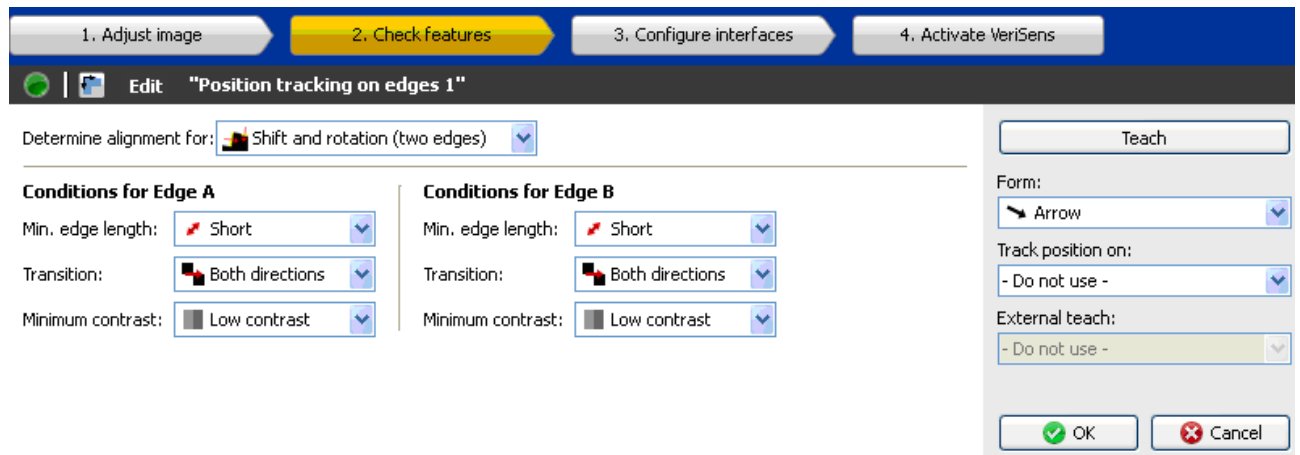 1. Adjust image 2. Check features 3. Configure interfaces 4. Activate VeriSens
Edit "Position tracking on edges 1"
Determine alignment for: Shift and rotation (two edges)
Conditions for Edge A
Min. edge length: Short
Transition: Both directions
Minimum contrast: Low contrast
Conditions for Edge B
Min. edge length: Short
Transition: Both directions
Minimum contrast: Low contrast
Teach
Form:
Arrow
Track position on:
- Do not use -
External teach:
- Do not use -
OK Cancel